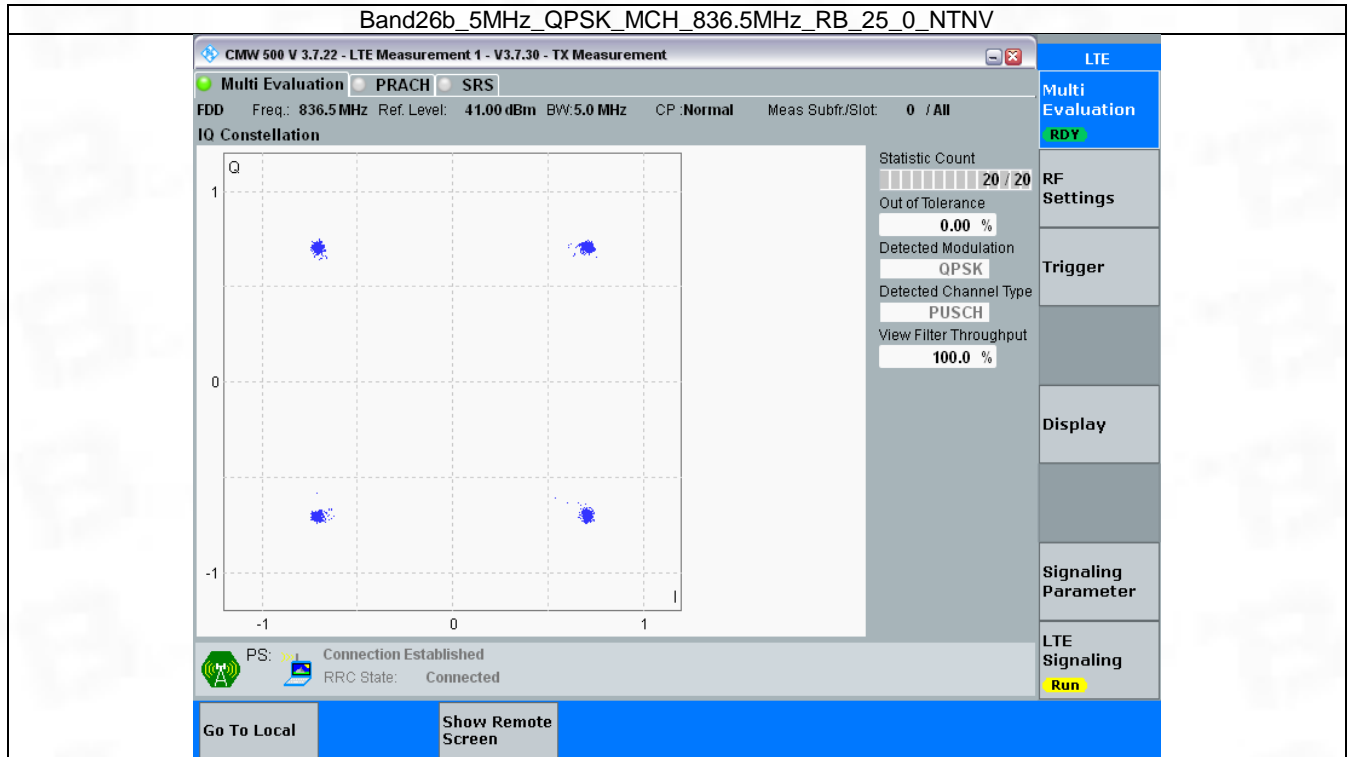 Band26b_5MHz_QPSK_MCH_836.5MHz_RB_25_0_NTNV
CMW 500 V 3.7.22 - LTE Measurement 1 - V3.7.30 - TX Measurement
LTE
Multi Evaluation PRACH SRS
FDD Freq.: 836.5 MHz Ref. Level: 41.00 dBm BW:5.0 MHz CP :Normal Meas Subfr./Slot: 0 / All
IQ Constellation
Q
1
0
-1
I
-1 0 1
Statistic Count
20 / 20
Out of Tolerance
0.00 %
Detected Modulation
QPSK
Detected Channel Type
PUSCH
View Filter Throughput
100.0 %
Multi
Evaluation
RDY
RF
Settings
Trigger
Display
Signaling
Parameter
LTE
Signaling
Run
PS: Connection Established
RRC State: Connected
Go To Local
Show Remote
Screen